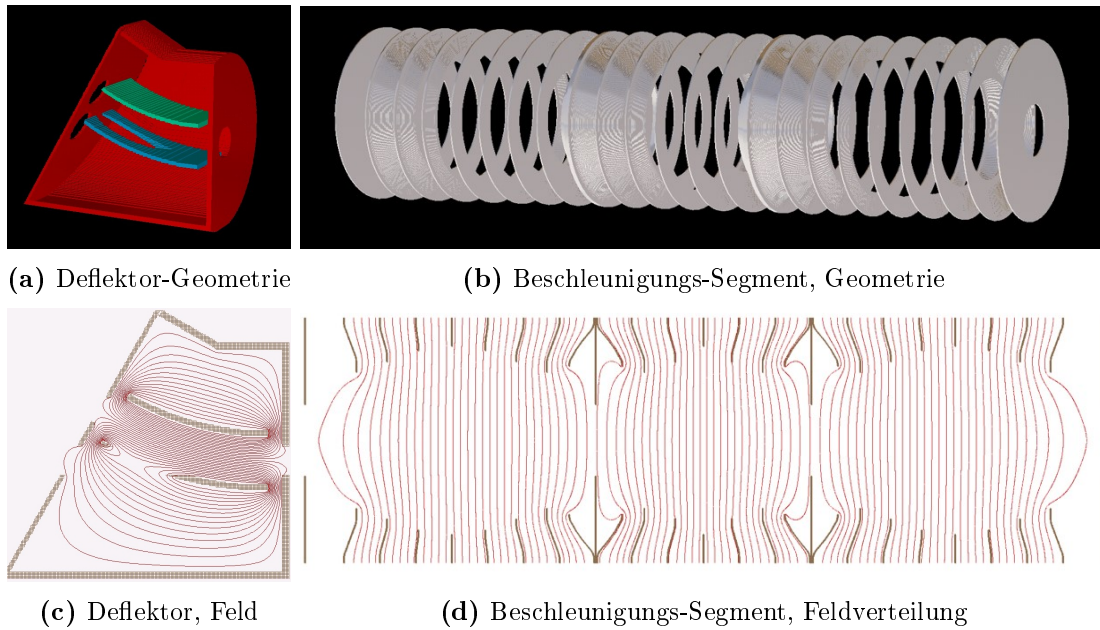 (a) Deflektor-Geometrie
(b) Beschleunigungs-Segment, Geometrie
(c) Deflektor, Feld
(d) Beschleunigungs-Segment, Feldverteilung